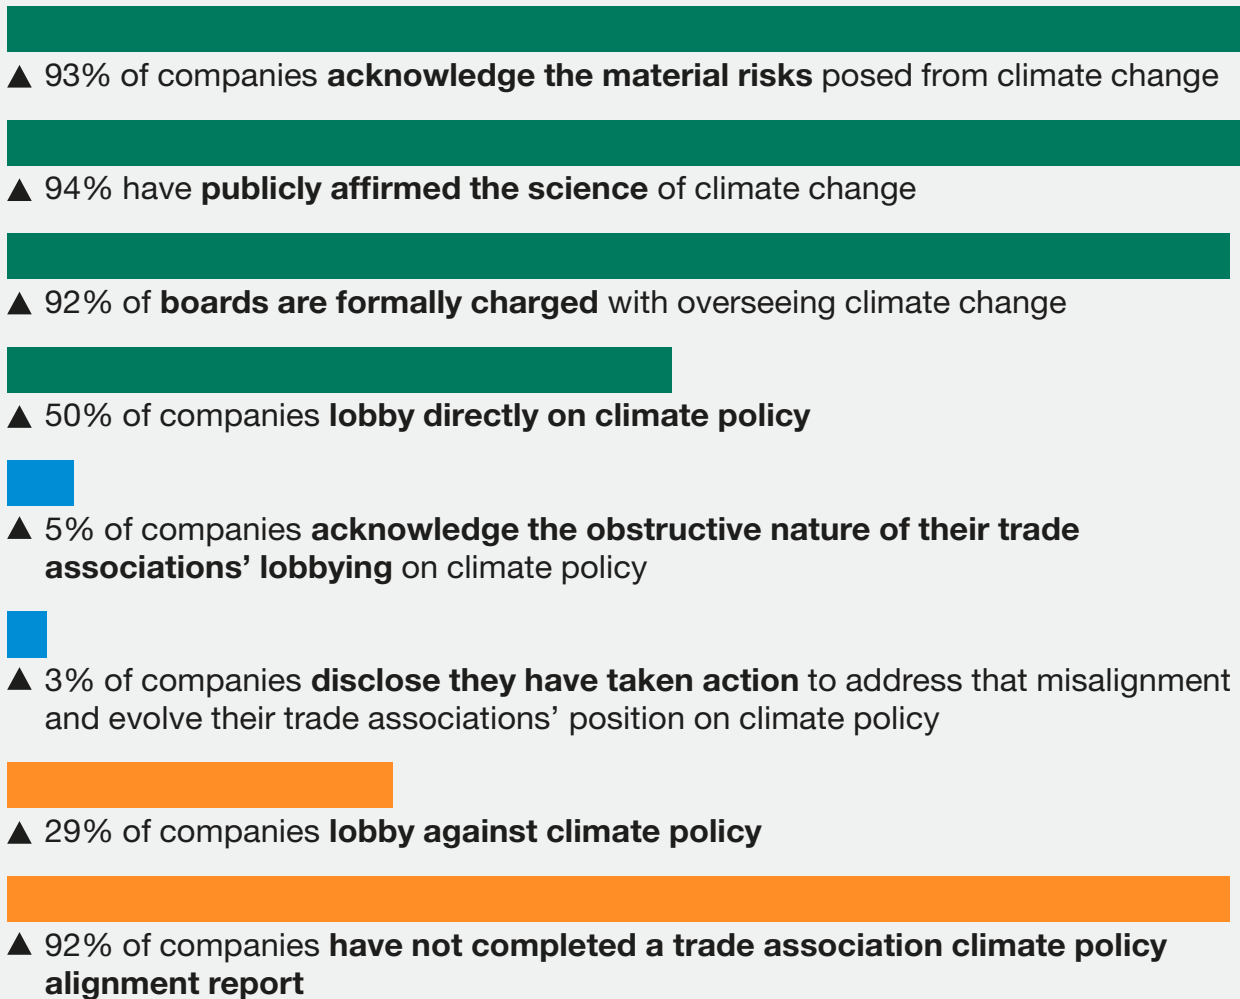 ▲ 93% of companies acknowledge the material risks posed from climate change
▲ 94% have publicly affirmed the science of climate change
▲ 92% of boards are formally charged with overseeing climate change
▲ 50% of companies lobby directly on climate policy
▲ 5% of companies acknowledge the obstructive nature of their trade
associations’ lobbying on climate policy
▲ 3% of companies disclose they have taken action to address that misalignment
and evolve their trade associations’ position on climate policy
▲ 29% of companies lobby against climate policy
▲ 92% of companies have not completed a trade association climate policy
alignment report